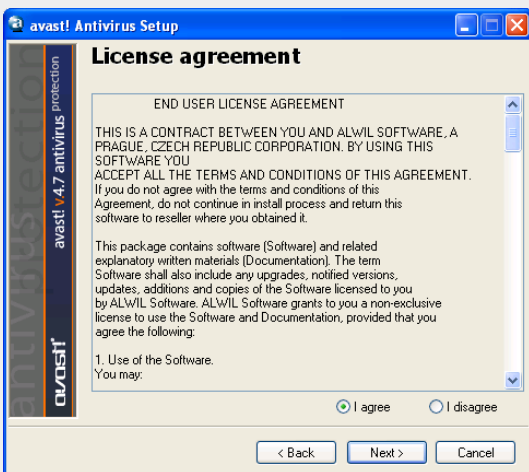 avast! Antivirus Setup
License agreement
END USER LICENSE AGREEMENT
THIS IS A CONTRACT BETWEEN YOU AND ALWIL SOFTWARE, A
PRAGUE, CZECH REPUBLIC CORPORATION. BY USING THIS
SOFTWARE YOU
ACCEPT ALL THE TERMS AND CONDITIONS OF THIS AGREEMENT.
If you do not agree with the terms and conditions of this
Agreement, do not continue in install process and return this
software to reseller where you obtained it.
This package contains software (Software) and related
explanatory written materials (Documentation). The term
Software shall also include any upgrades, notified versions,
updates, additions and copies of the Software licensed to you
by ALWIL Software. ALWIL Software grants to you a non-exclusive
license to use the Software and Documentation, provided that you
agree the following:
1. Use of the Software.
You may:
I agree
I disagree
< Back
Next >
Cancel
avast! v.4.7 antivirus protection
avast!
antivirus